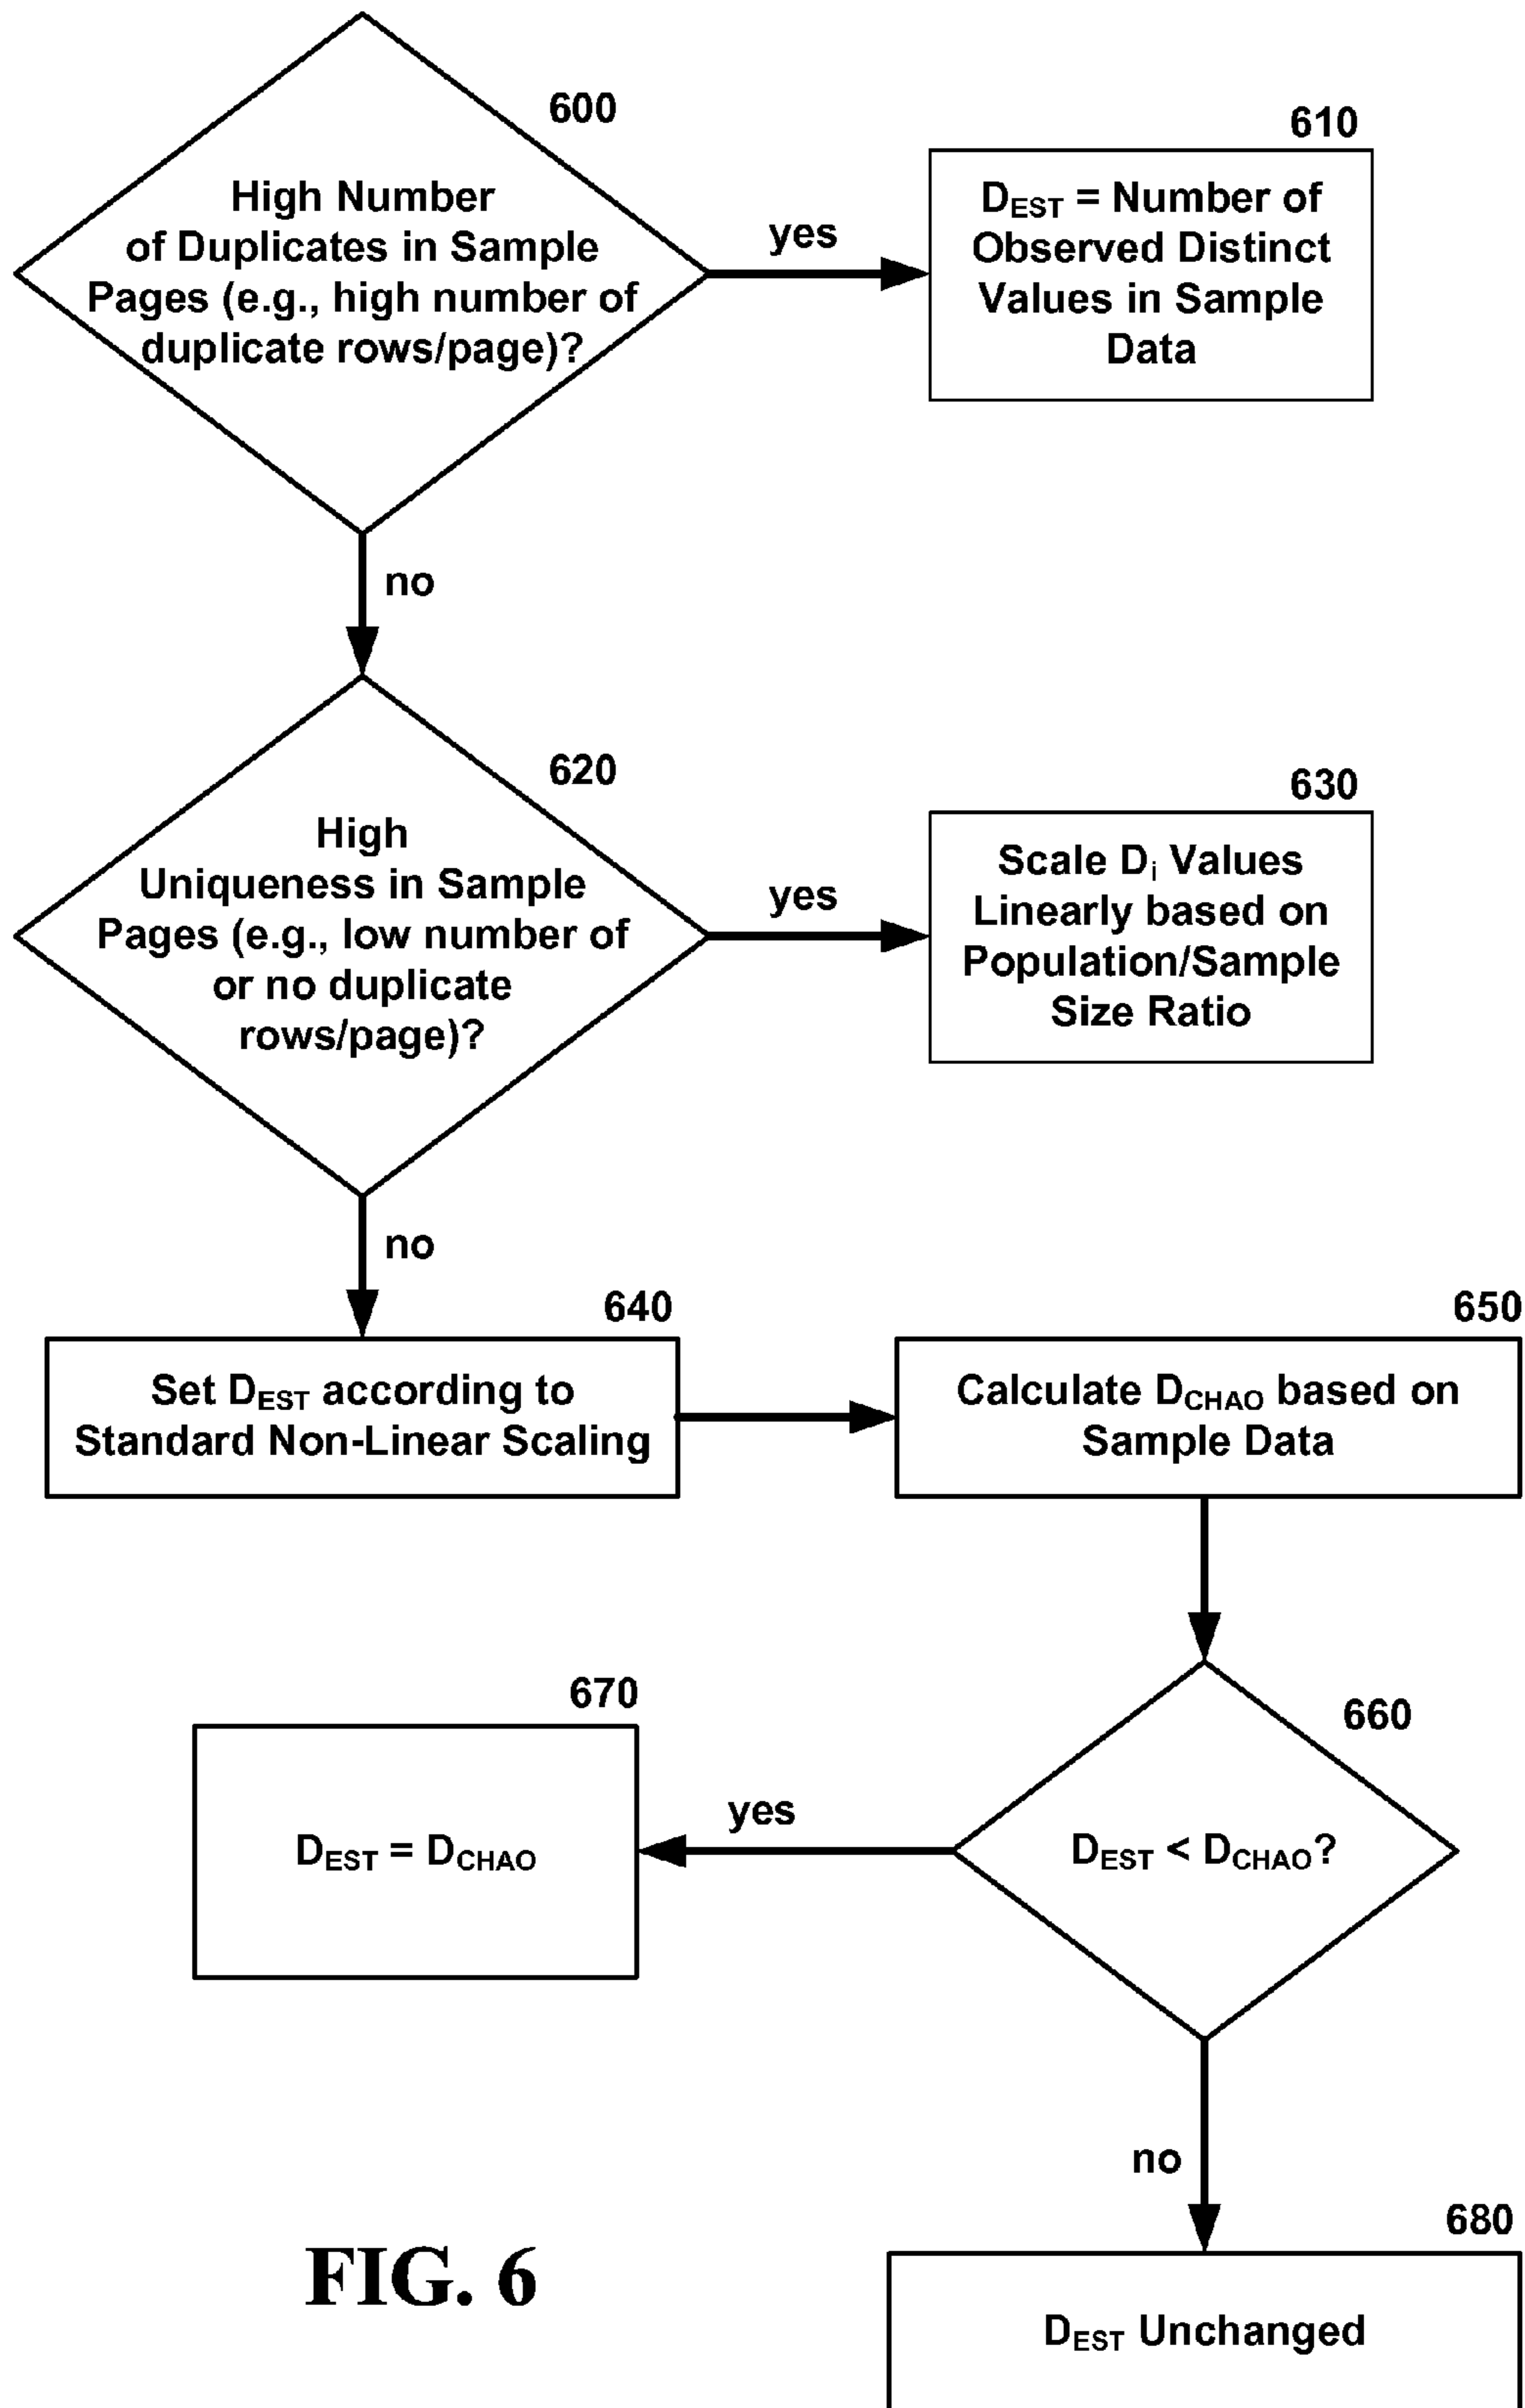 600
High Number
of Duplicates in Sample
Pages (e.g., high number of
duplicate rows/page)?
yes
610
DEST = Number of
Observed Distinct
Values in Sample
Data
no
620
High
Uniqueness in Sample
Pages (e.g., low number of
or no duplicate
rows/page)?
yes
630
Scale Di Values
Linearly based on
Population/Sample
Size Ratio
no
640
Set DEST according to
Standard Non-Linear Scaling
650
Calculate DCHAO based on
Sample Data
660
DEST < DCHAO?
yes
670
DEST = DCHAO
no
680
DEST Unchanged
FIG. 6